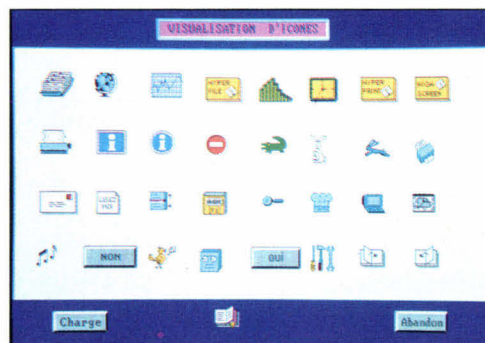 VISUALISATION D'ICONES
HYPER
FILE
HYPER
PRINT
HIGH
SCREEN
NON
OUI
Charge
Abandon